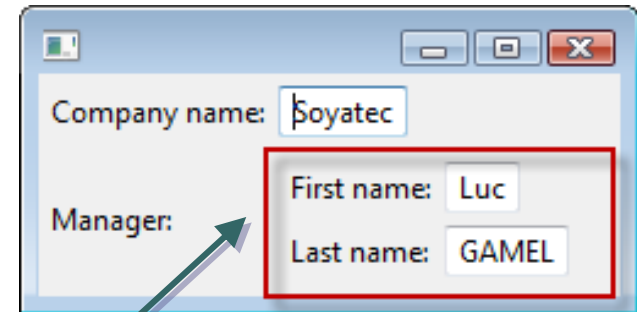 Company name: Soyatec
Manager:
First name: Luc
Last name: GAMEL